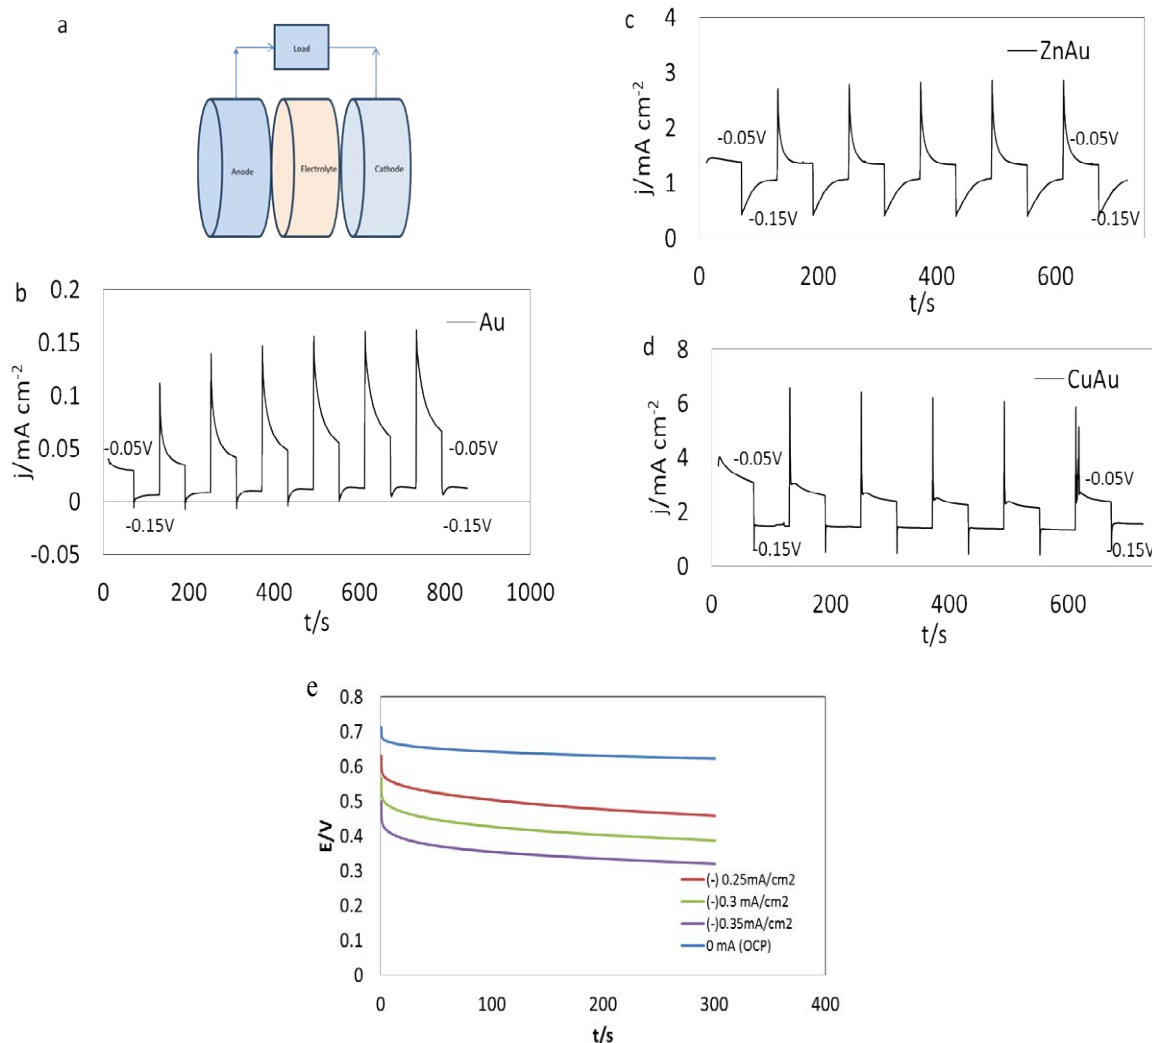 a
Load
Anode
Electrolyte
Cathode
b
j/mA cm-2
0.2
0.15
0.1
0.05
0
-0.05
Au
-0.05V
-0.05V
-0.15V
-0.15V
0
200
400
600
800
1000
t/s
c
j/mA cm-2
4
3
2
1
0
ZnAu
-0.05V
-0.05V
-0.15V
-0.15V
0
200
400
600
t/s
d
j/mA cm-2
8
6
4
2
0
CuAu
-0.05V
-0.05V
-0.15V
-0.15V
0
200
400
600
t/s
e
E/V
0.8
0.7
0.6
0.5
0.4
0.3
0.2
0.1
0
(-) 0.25mA/cm2
(-)0.3 mA/cm2
(-)0.35mA/cm2
0 mA (OCP)
0
100
200
300
400
t/s